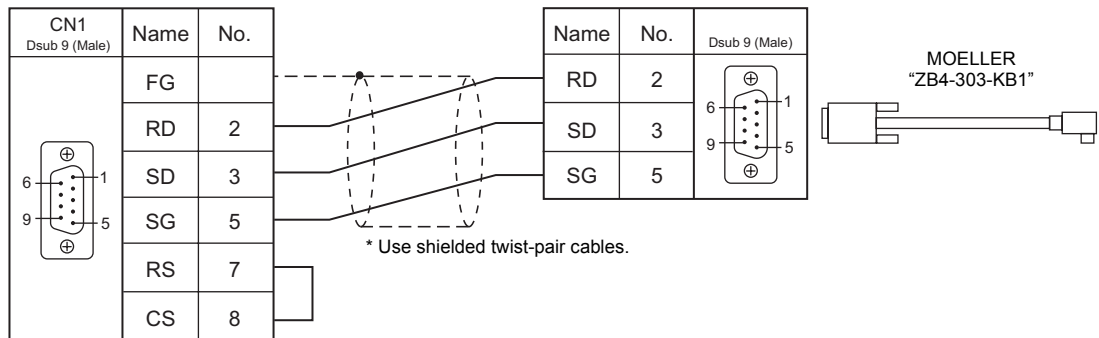 CN1
Dsub 9 (Male)
Name
No.
FG
RD
2
SD
3
SG
5
RS
7
CS
8
6
1
9
5
* Use shielded twist-pair cables.
Name
No.
Dsub 9 (Male)
RD
2
SD
3
SG
5
6
1
9
5
MOELLER
“ZB4-303-KB1”